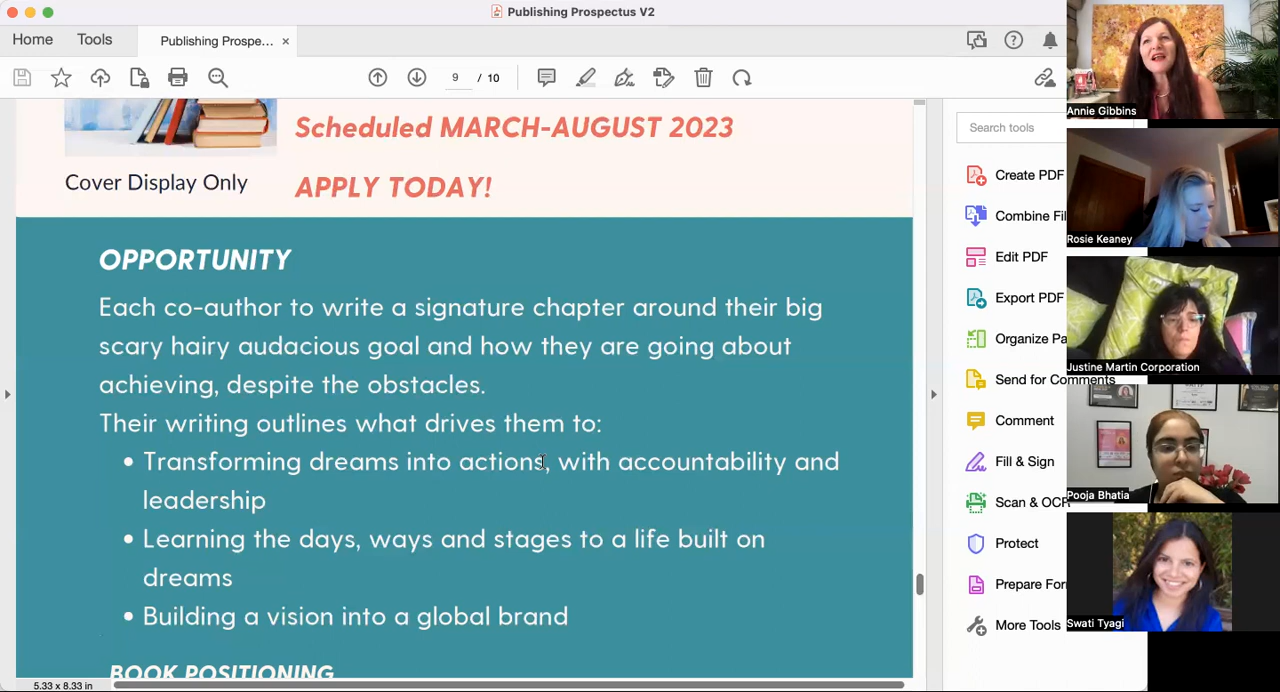 Publishing Prospectus V2
Home
Tools
Publishing Prospe...
9 / 10
Scheduled MARCH-AUGUST 2023
Cover Display Only
APPLY TODAY!
OPPORTUNITY
Each co-author to write a signature chapter around their big
scary hairy audacious goal and how they are going about
achieving, despite the obstacles.
Their writing outlines what drives them to:
• Transforming dreams into actions, with accountability and
leadership
• Learning the days, ways and stages to a life built on
dreams
• Building a vision into a global brand
BOOK POSITIONING
5.33 x 8.33 in
Search tools
Create PDF
Combine Fil
Edit PDF
Export PDF
Organize Pa
Send for Comments
Comment
Fill & Sign
Scan & OCR
Protect
Prepare For
More Tools
Annie Gibbins
Rosie Keaney
Justine Martin Corporation
Pooja Bhatia
Swati Tyagi